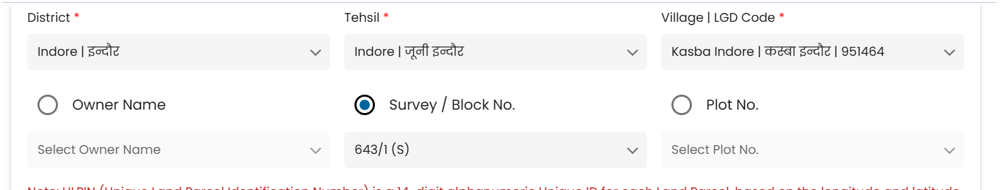 District * Tehsil * Village | LGD Code *
Indore | इन्दौर Indore | जूनी इन्दौर Kasba Indore | कस्बा इन्दौर | 951464
Owner Name Survey / Block No. Plot No.
Select Owner Name 643/1 (S) Select Plot No.
Note: ULPIN (Unique Land Parcel Identification Number) is a 14-digit alphanumeric Unique ID for each Land Parcel, based on the longitude and latitude